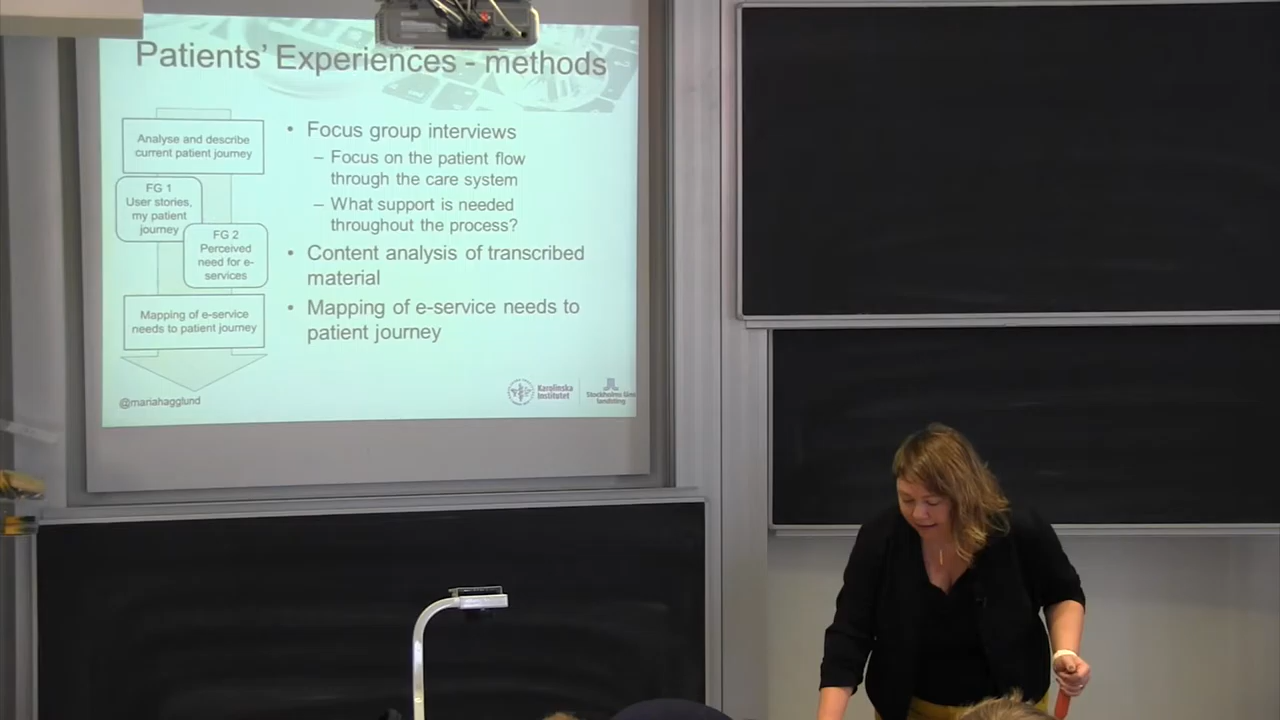 Patients' Experiences - methods
Analyse and describe
current patient journey
FG 1
User stories,
my patient
journey
FG 2
Perceived
need for e-
services
Mapping of e-service
needs to patient journey
• Focus group interviews
– Focus on the patient flow
through the care system
– What support is needed
throughout the process?
• Content analysis of transcribed
material
• Mapping of e-service needs to
patient journey
@mariahagglund
Karolinska
Institutet
Stockholms läns
landsting